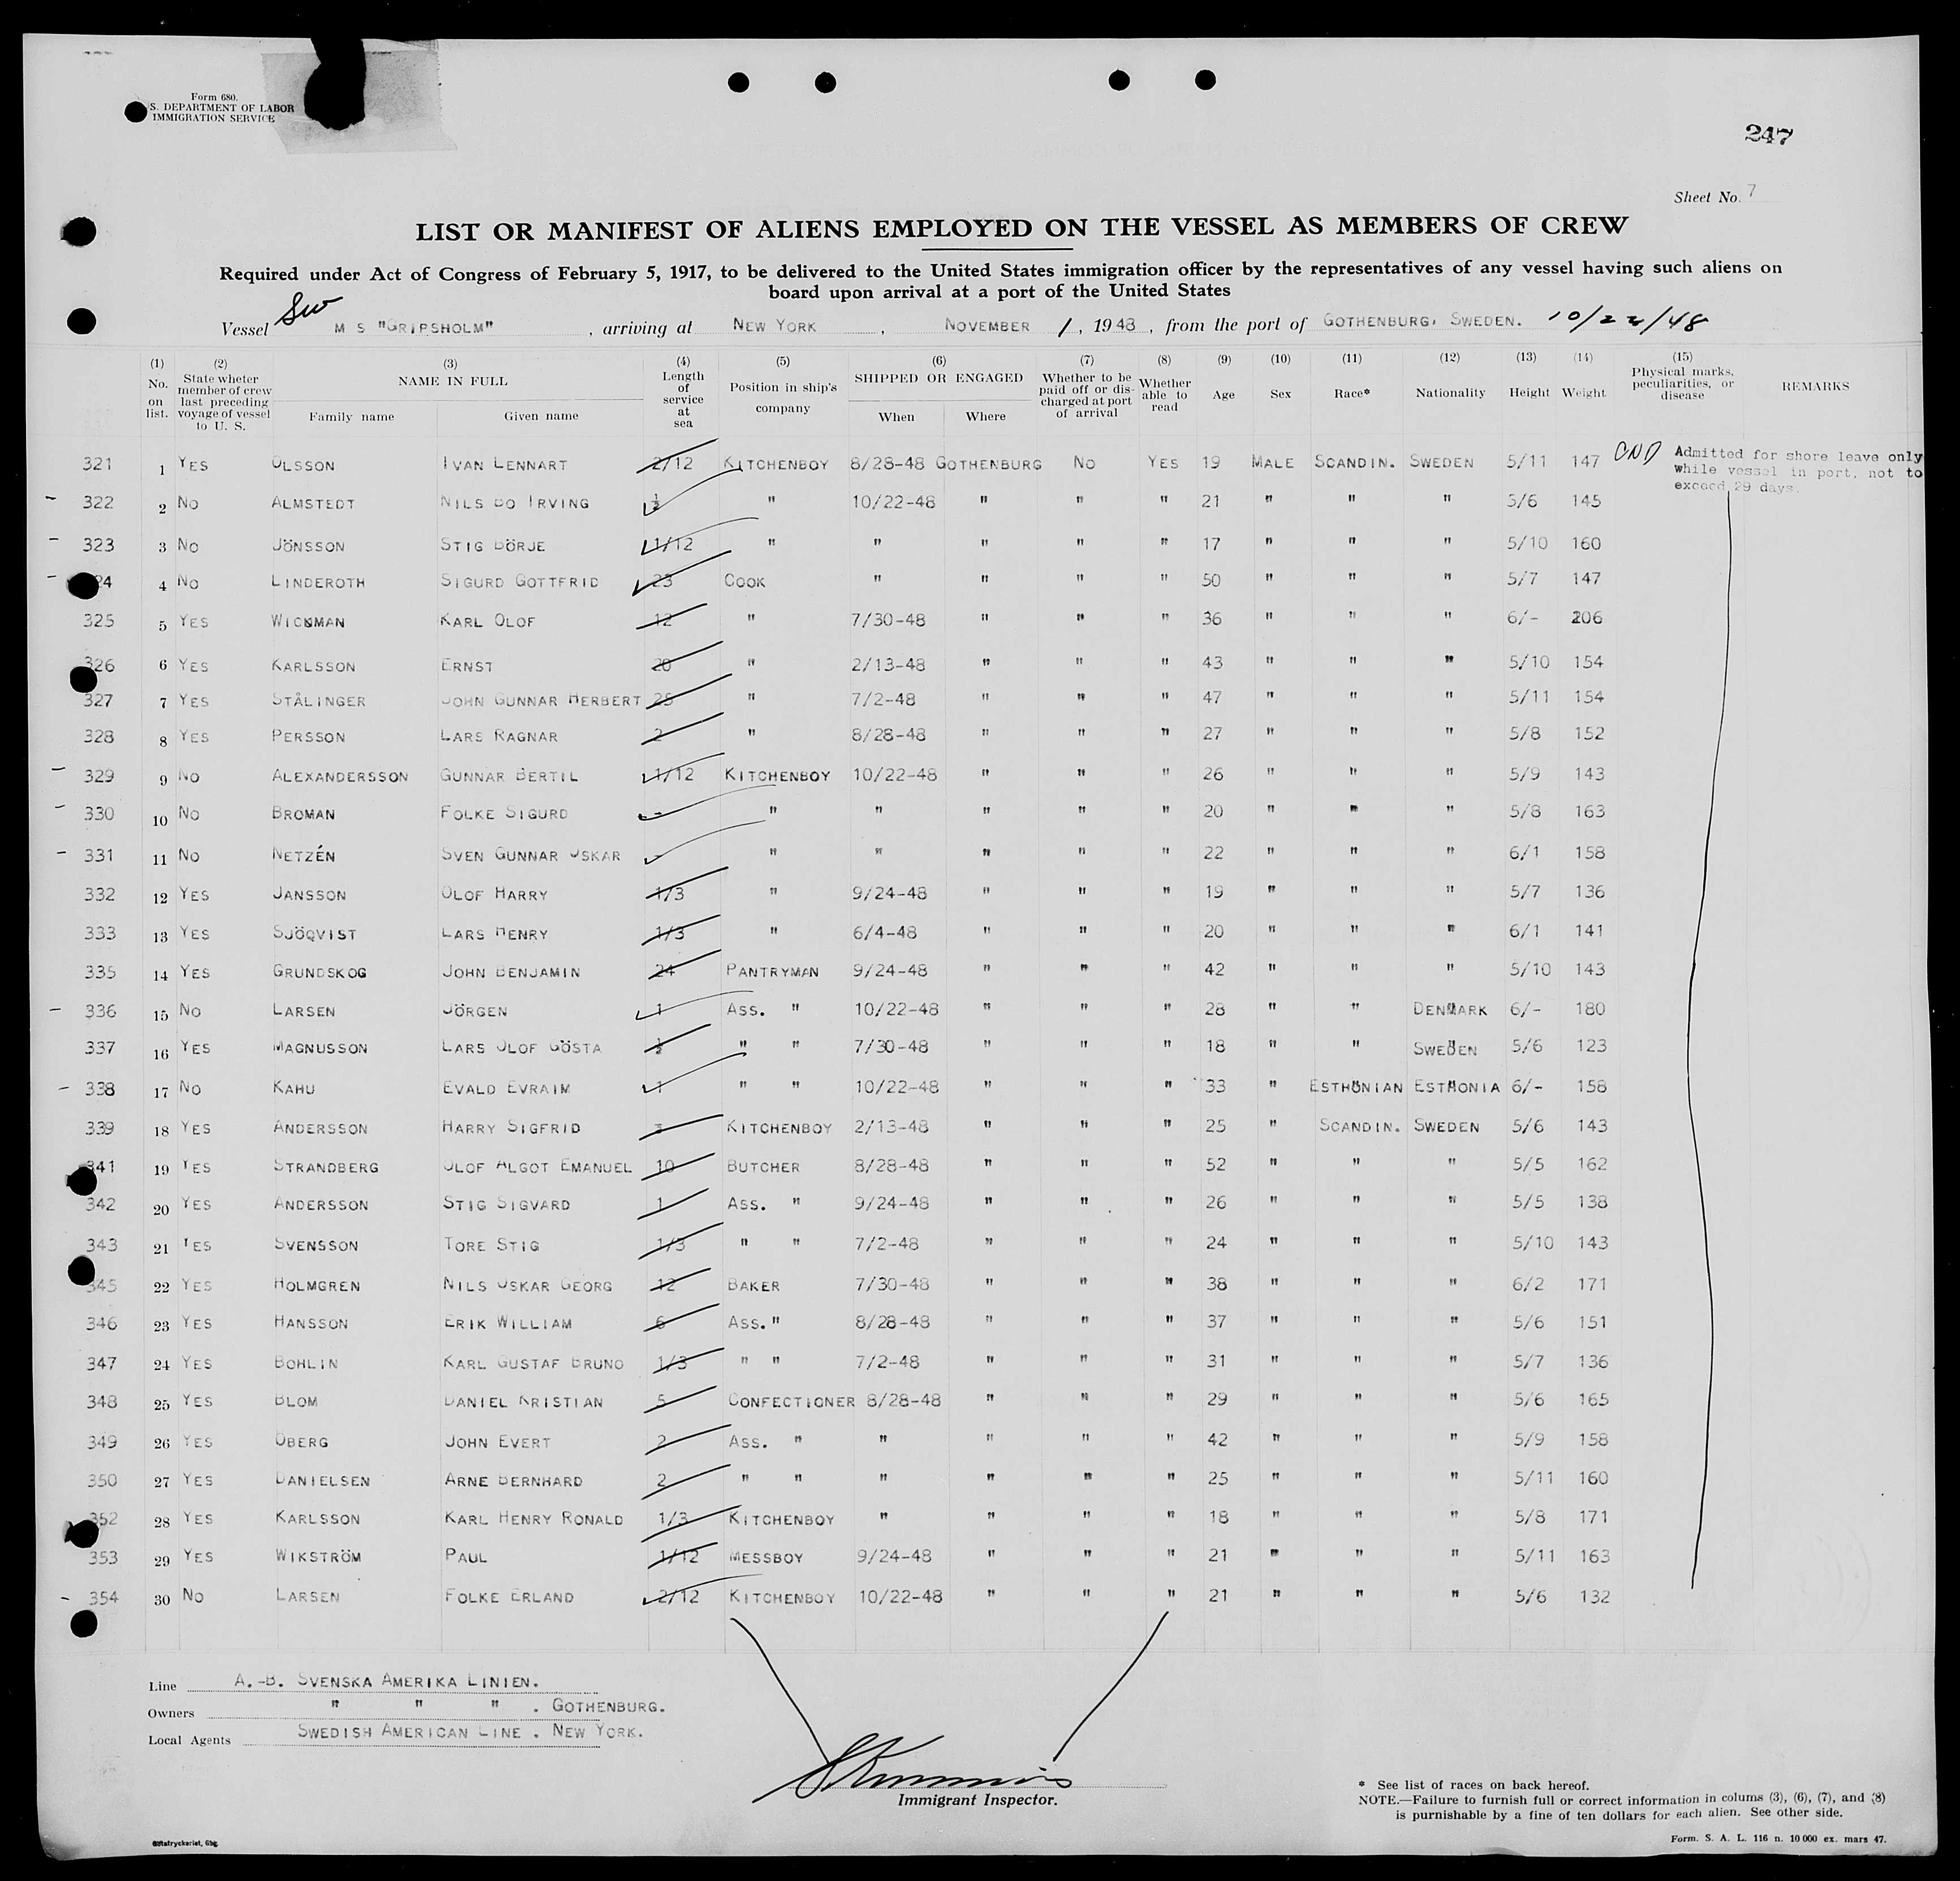 Form 680.
S. DEPARTMENT OF LABOR
IMMIGRATION SERVICE
247
Sheet No. 7
LIST OR MANIFEST OF ALIENS EMPLOYED ON THE VESSEL AS MEMBERS OF CREW
Required under Act of Congress of February 5, 1917, to be delivered to the United States immigration officer by the representatives of any vessel having such aliens on
board upon arrival at a port of the United States
Vessel Sw M S "GRIPSHOLM" , arriving at NEW YORK , NOVEMBER 1 , 1948 , from the port of GOTHENBURG, SWEDEN. 10/22/48
(1) (2) (3) (4) (5) (6) (7) (8) (9) (10) (11) (12) (13) (14) (15)
No. on list. State wheter member of crew last preceding voyage of vessel to U. S. NAME IN FULL Family name Given name Length of service at sea Position in ship's company SHIPPED OR ENGAGED When Where Whether to be paid off or discharged at port of arrival Whether able to read Age Sex Race* Nationality Height Weight Physical marks, peculiarities, or disease REMARKS
321 1 YES OLSSON IVAN LENNART 2/12 KITCHENBOY 8/28-48 GOTHENBURG NO YES 19 MALE SCANDIN. SWEDEN 5/11 147 Admitted for shore leave only
while vessel in port, not to
exceed 29 days.
- 322 2 NO ALMSTEDT NILS BO IRVING ½ " 10/22-48 " " " 21 " " " 5/6 145
- 323 3 NO JÖNSSON STIG BÖRJE 1/12 " " " " " 17 " " " 5/10 160
- 24 4 NO LINDEROTH SIGURD GOTTFRID 23 COOK " " " " 50 " " " 5/7 147
325 5 YES WICKMAN KARL OLOF 12 " 7/30-48 " " " 36 " " " 6/- 206
326 6 YES KARLSSON ERNST 20 " 2/13-48 " " " 43 " " " 5/10 154
327 7 YES STÅLINGER JOHN GUNNAR HERBERT 25 " 7/2-48 " " " 47 " " " 5/11 154
328 8 YES PERSSON LARS RAGNAR 2 " 8/28-48 " " " 27 " " " 5/8 152
- 329 9 NO ALEXANDERSSON GUNNAR BERTIL 1/12 KITCHENBOY 10/22-48 " " " 26 " " " 5/9 143
- 330 10 NO BROMAN FOLKE SIGURD - " " " " " 20 " " " 5/8 163
- 331 11 NO NETZÉN SVEN GUNNAR OSKAR - " " " " " 22 " " " 6/1 158
332 12 YES JANSSON OLOF HARRY 1/3 " 9/24-48 " " " 19 " " " 5/7 136
333 13 YES SJÖQVIST LARS HENRY 1/3 " 6/4-48 " " " 20 " " " 6/1 141
335 14 YES GRUNDSKOG JOHN BENJAMIN 24 PANTRYMAN 9/24-48 " " " 42 " " " 5/10 143
- 336 15 NO LARSEN JÖRGEN 1 ASS. " 10/22-48 " " " 28 " " DENMARK 6/- 180
337 16 YES MAGNUSSON LARS OLOF GÖSTA ½ " " 7/30-48 " " " 18 " " SWEDEN 5/6 123
- 338 17 NO KAHU EVALD EVRAIM 1 " " 10/22-48 " " " 33 " ESTHONIAN ESTHONIA 6/- 158
339 18 YES ANDERSSON HARRY SIGFRID KITCHENBOY 2/13-48 " " " 25 " SCANDIN. SWEDEN 5/6 143
341 19 YES STRANDBERG OLOF ALGOT EMANUEL 10 BUTCHER 8/28-48 " " " 52 " " " 5/5 162
342 20 YES ANDERSSON STIG SIGVARD 1 ASS. " 9/24-48 " " " 26 " " " 5/5 138
343 21 YES SVENSSON TORE STIG 1/3 " " 7/2-48 " " " 24 " " " 5/10 143
345 22 YES HOLMGREN NILS OSKAR GEORG 12 BAKER 7/30-48 " " " 38 " " " 6/2 171
346 23 YES HANSSON ERIK WILLIAM 6 ASS. " 8/28-48 " " " 37 " " " 5/6 151
347 24 YES BOHLIN KARL GUSTAF BRUNO 1/3 " " 7/2-48 " " " 31 " " " 5/7 136
348 25 YES BLOM DANIEL KRISTIAN 5 CONFECTIONER 8/28-48 " " " 29 " " " 5/6 165
349 26 YES ÖBERG JOHN EVERT 2 ASS. " " " " " 42 " " " 5/9 158
350 27 YES DANIELSEN ARNE BERNHARD 2 " " " " " " 25 " " " 5/11 160
352 28 YES KARLSSON KARL HENRY RONALD 1/3 KITCHENBOY " " " " 18 " " " 5/8 171
353 29 YES WIKSTRÖM PAUL 1/12 MESSBOY 9/24-48 " " " 21 " " " 5/11 163
- 354 30 NO LARSEN FOLKE ERLAND 2/12 KITCHENBOY 10/22-48 " " " 21 " " " 5/6 132
Line A.-B. SVENSKA AMERIKA LINIEN.
Owners " " " . GOTHENBURG.
Local Agents SWEDISH AMERICAN LINE . NEW YORK.
Immigrant Inspector.
* See list of races on back hereof.
NOTE.—Failure to furnish full or correct information in colums (3), (6), (7), and (8)
is purnishable by a fine of ten dollars for each alien. See other side.
Form. S. A. L. 116 n. 10 000 ex. mars 47.